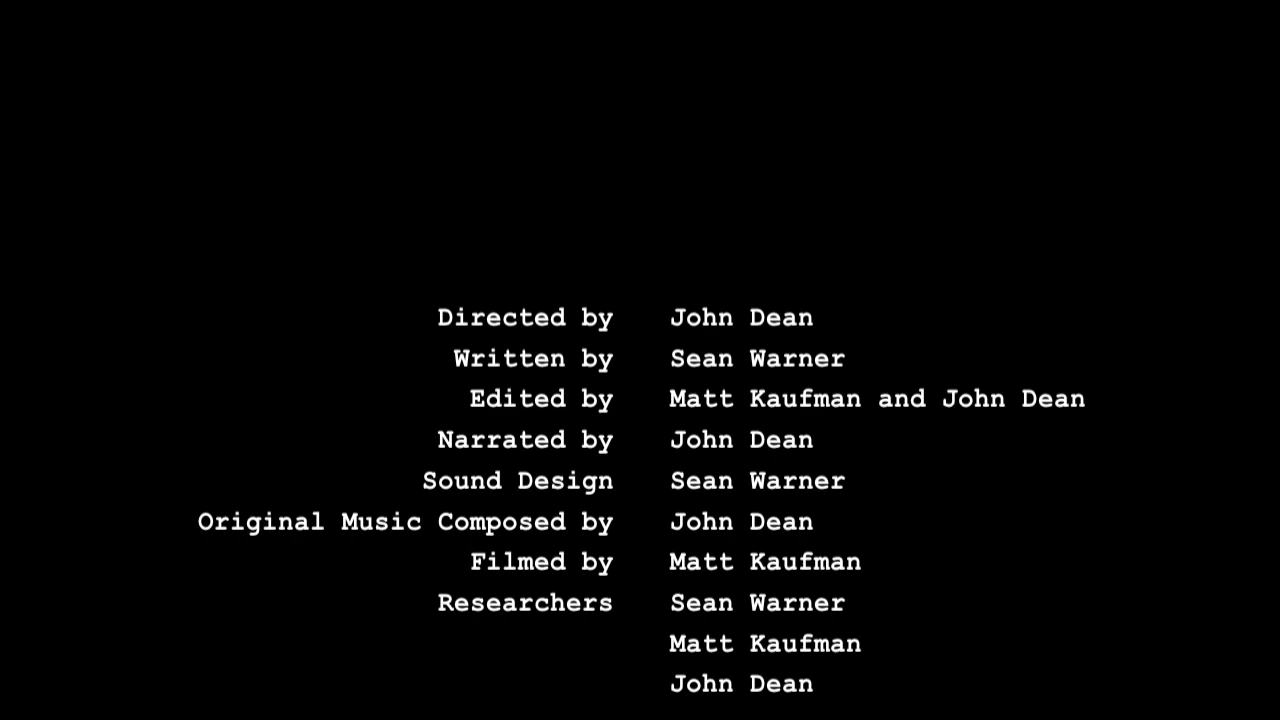 Directed by John Dean
Written by Sean Warner
Edited by Matt Kaufman and John Dean
Narrated by John Dean
Sound Design Sean Warner
Original Music Composed by John Dean
Filmed by Matt Kaufman
Researchers Sean Warner
Matt Kaufman
John Dean